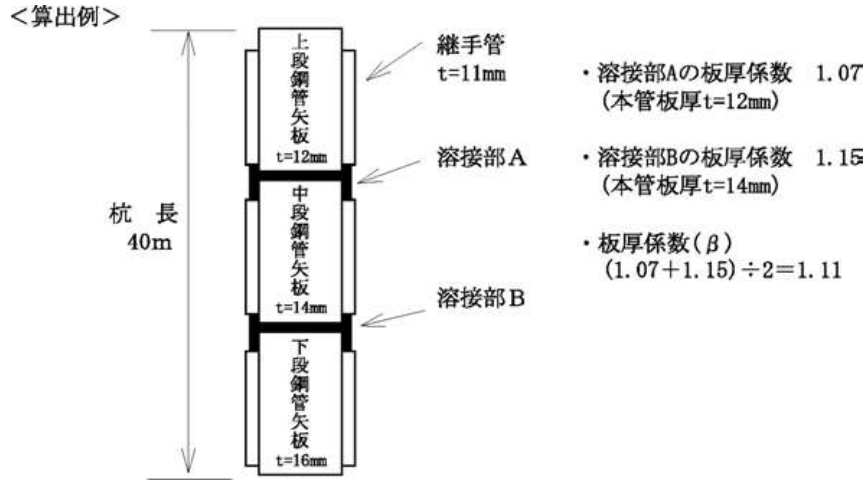 ＜算出例＞
杭　長
40m
上段鋼管矢板
t=12mm
中段鋼管矢板
t=14mm
下段鋼管矢板
t=16mm
継手管
t=11mm
溶接部A
溶接部B
・溶接部Aの板厚係数　1.07
(本管板厚t=12mm)
・溶接部Bの板厚係数　1.15
(本管板厚t=14mm)
・板厚係数(β)
(1.07＋1.15)÷2＝1.11